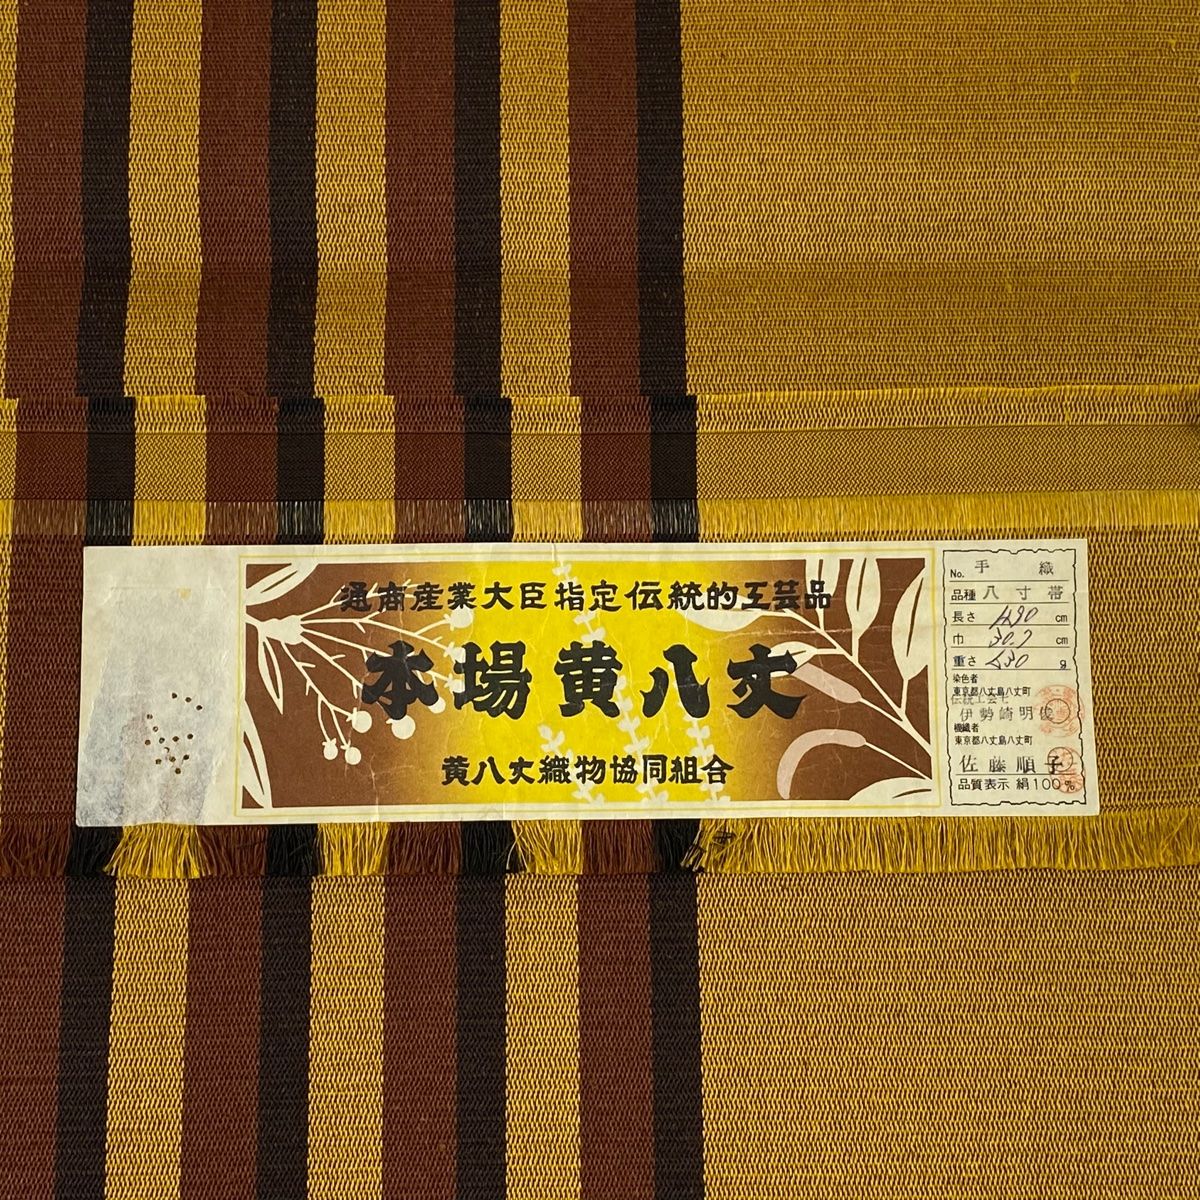 通商産業大臣指定伝統的工芸品
本場黄八丈
黄八丈織物協同組合
No. 手織
品種 八寸帯
長さ 490 cm
巾 30.7 cm
重さ 430 g
染色者
東京都八丈島八丈町
伝統工芸士
伊勢崎明俊
機織者
東京都八丈島八丈町
佐藤順子
品質表示 絹100%